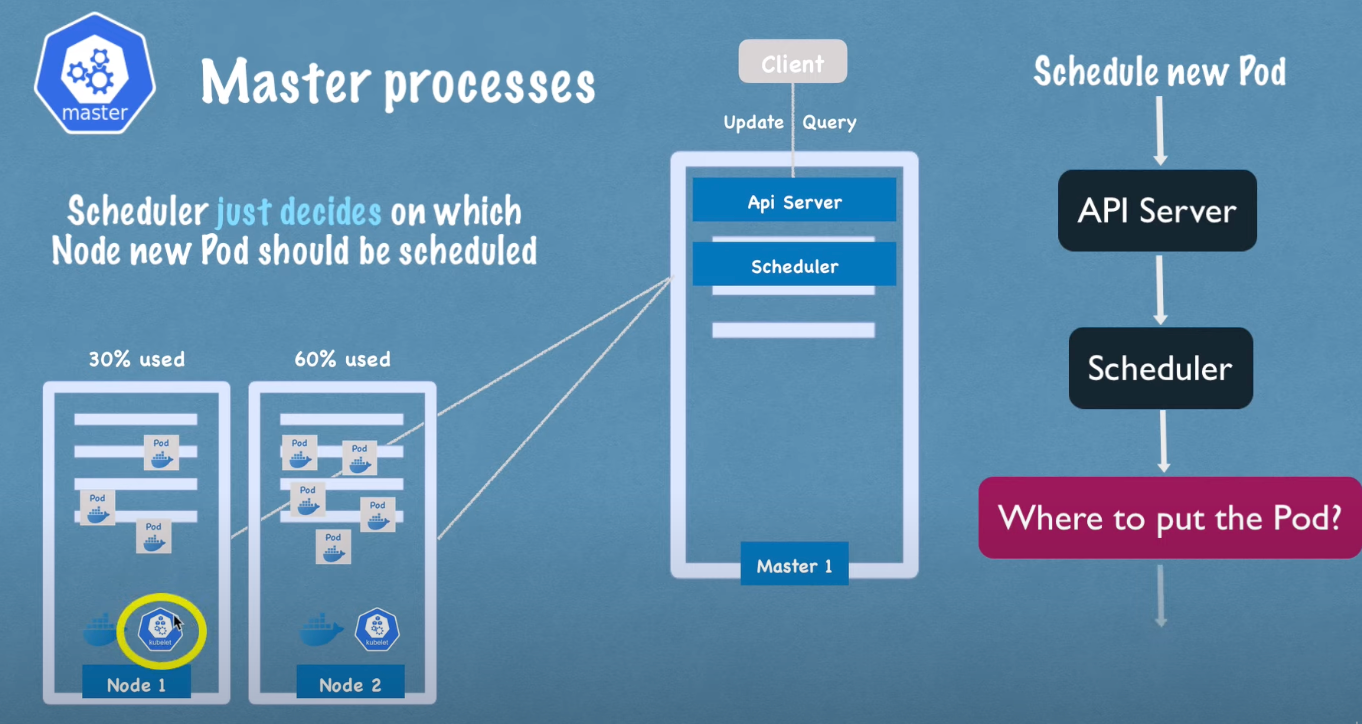 master
Master processes
Scheduler just decides on which
Node new Pod should be scheduled
30% used
60% used
Pod
Pod
Pod
kubelet
Node 1
Pod
Pod
Pod
Pod
Pod
kubelet
Node 2
Client
Update Query
Api Server
Scheduler
Master 1
Schedule new Pod
API Server
Scheduler
Where to put the Pod?